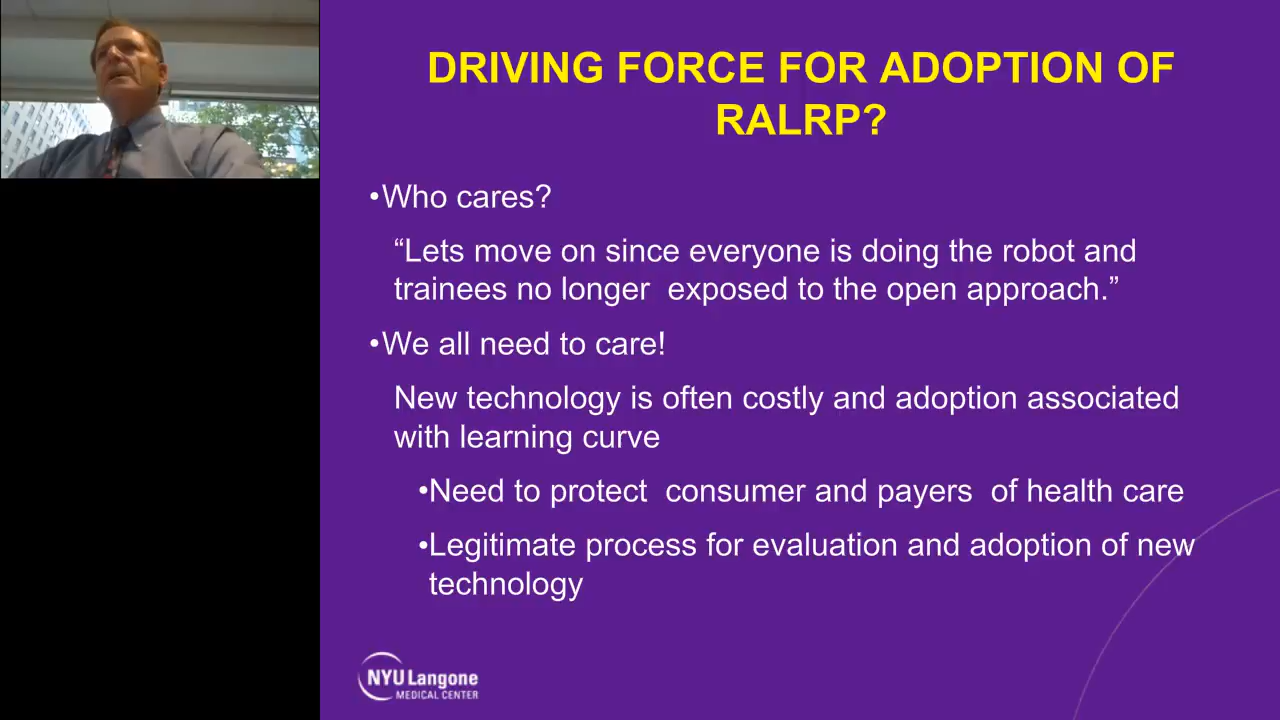 DRIVING FORCE FOR ADOPTION OF
RALRP?
•Who cares?
“Lets move on since everyone is doing the robot and
trainees no longer  exposed to the open approach.”
•We all need to care!
New technology is often costly and adoption associated
with learning curve
•Need to protect  consumer and payers  of health care
•Legitimate process for evaluation and adoption of new
technology
NYU Langone
MEDICAL CENTER